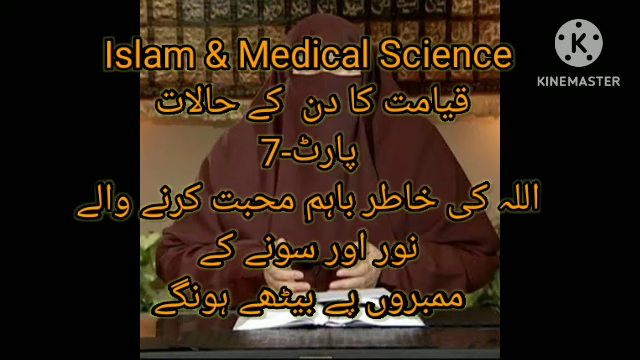 Islam & Medical Science
قیامت کا دن کے حالات
پارٹ-7
اللہ کی خاطر باہم محبت کرنے والے
نور اور سونے کے
ممبروں پے بیٹھے ہونگے
K
KINEMASTER